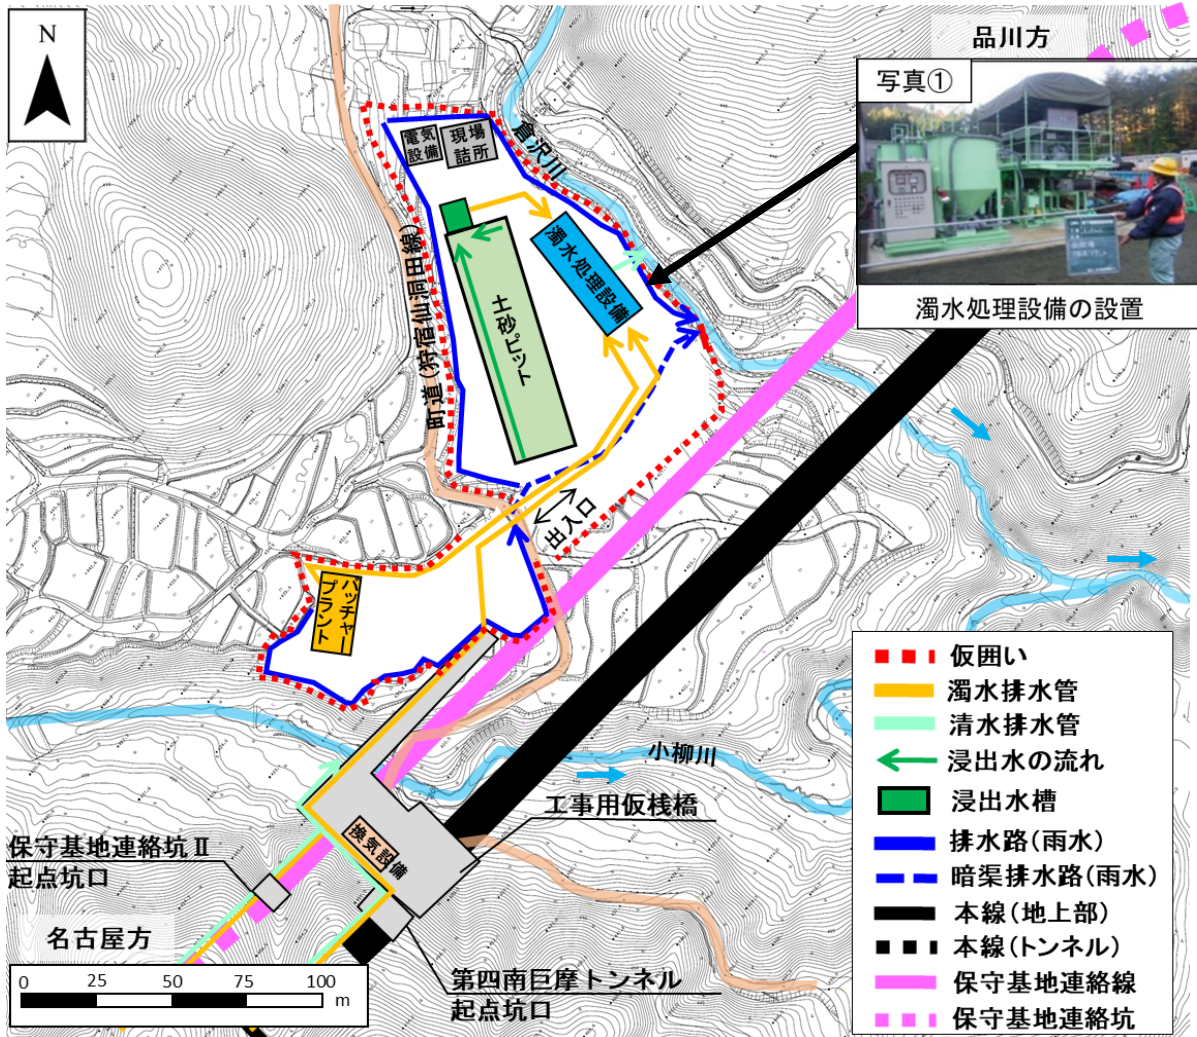 N
品川方
写真①
濁水処理設備の設置
電気
設備
現場
詰所
倉沢川
濁水処理設備
土砂ピット
町道(狩宿仙洞田線)
出入口
バッチャー
プラント
小柳川
工事用仮桟橋
換気設備
保守基地連絡坑Ⅱ
起点坑口
名古屋方
第四南巨摩トンネル
起点坑口
0 25 50 75 100
m
仮囲い
濁水排水管
清水排水管
浸出水の流れ
浸出水槽
排水路(雨水)
暗渠排水路(雨水)
本線(地上部)
本線(トンネル)
保守基地連絡線
保守基地連絡坑